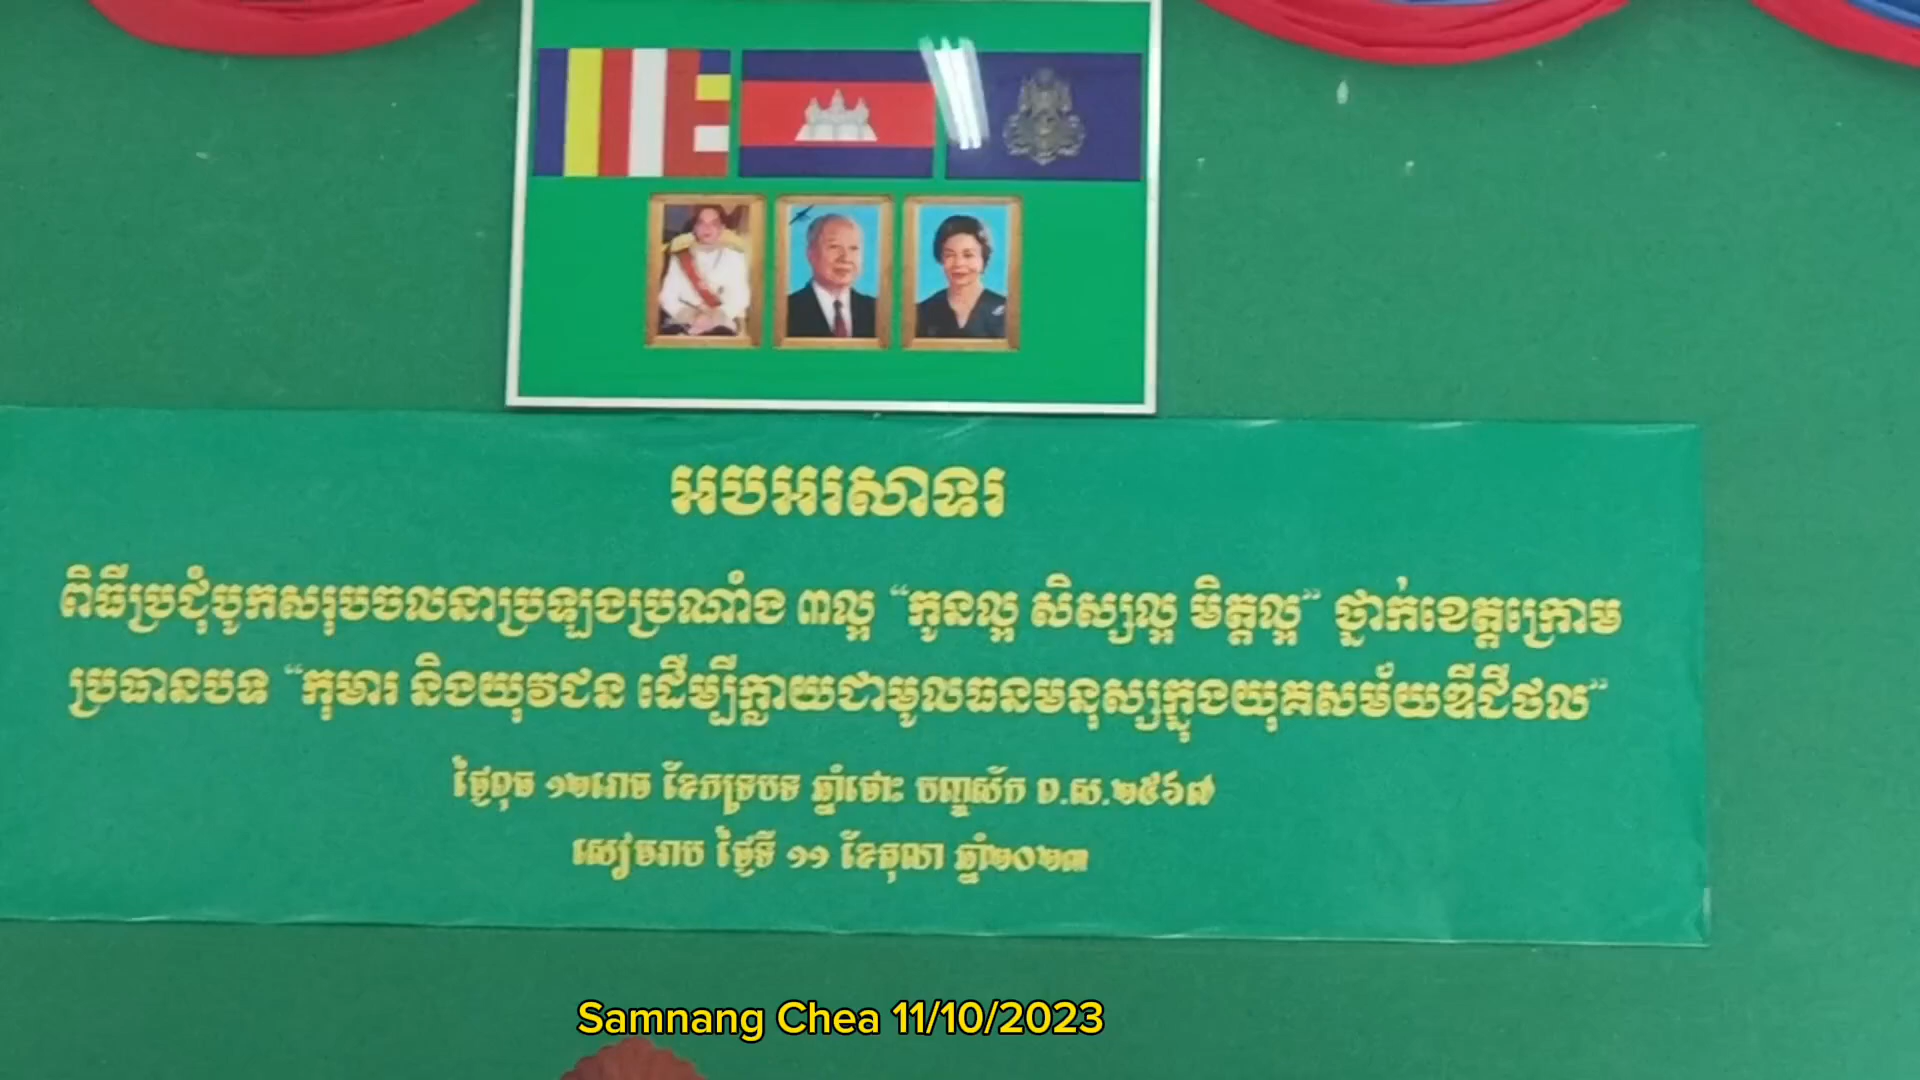 អបអរសាទរ
ពិធីប្រជុំបូកសរុបចលនាប្រឡងប្រណាំង ៣ល្អ “កូនល្អ សិស្សល្អ មិត្តល្អ” ថ្នាក់ខេត្តក្រោម
ប្រធានបទ “កុមារ និងយុវជន ដើម្បីក្លាយជាមូលធនមនុស្សក្នុងយុគសម័យឌីជីថល”
ថ្ងៃពុធ ១២រោច ខែភទ្របទ ឆ្នាំថោះ បញ្ចស័ក ព.ស.២៥៦៧
សៀមរាប ថ្ងៃទី ១១ ខែតុលា ឆ្នាំ២០២៣
Samnang Chea 11/10/2023